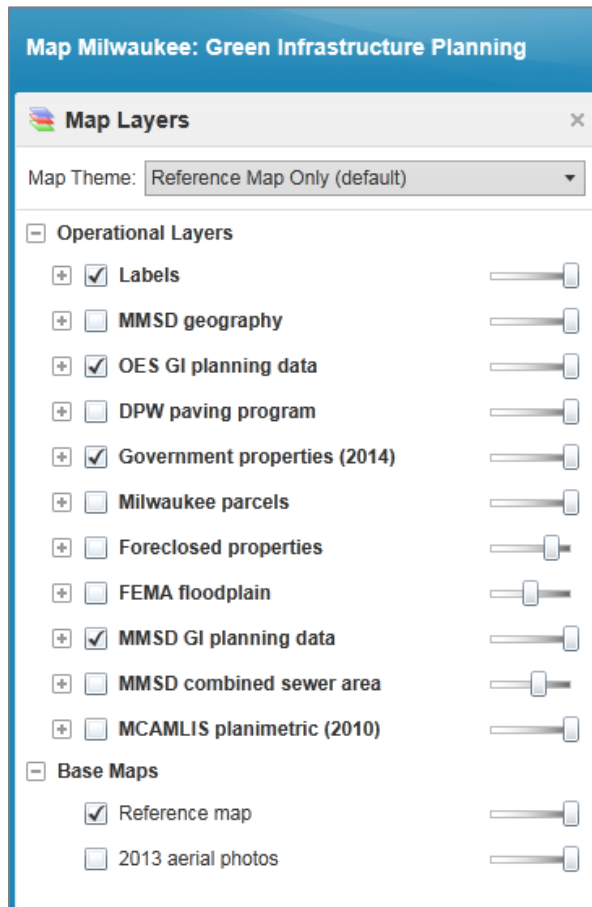 Map Milwaukee: Green Infrastructure Planning
Map Layers
Map Theme: Reference Map Only (default)
Operational Layers
Labels
MMSD geography
OES GI planning data
DPW paving program
Government properties (2014)
Milwaukee parcels
Foreclosed properties
FEMA floodplain
MMSD GI planning data
MMSD combined sewer area
MCAMLIS planimetric (2010)
Base Maps
Reference map
2013 aerial photos